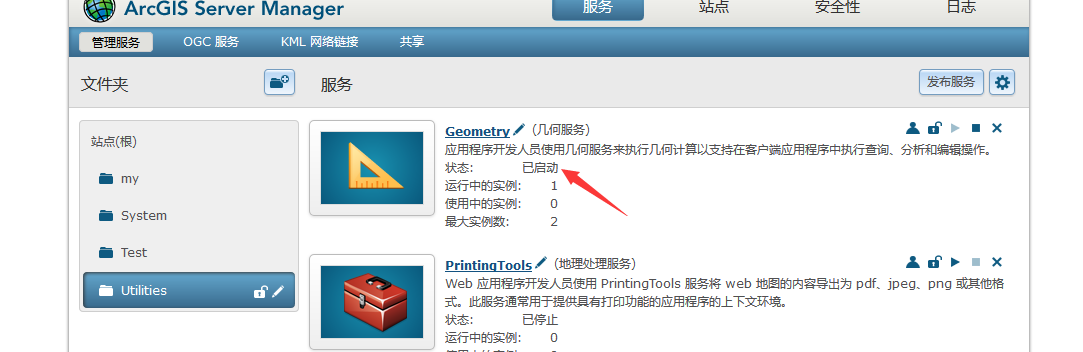 ArcGIS Server Manager
服务 站点 安全性 日志
管理服务 OGC 服务 KML 网络链接 共享
文件夹
服务
发布服务
站点(根)
my
System
Test
Utilities
Geometry (几何服务)
应用程序开发人员使用几何服务来执行几何计算以支持在客户端应用程序中执行查询、分析和编辑操作。
状态: 已启动
运行中的实例: 1
使用中的实例: 0
最大实例数: 2
PrintingTools (地理处理服务)
Web 应用程序开发人员使用 PrintingTools 服务将 web 地图的内容导出为 pdf、jpeg、png 或其他格
式。此服务通常用于提供具有打印功能的应用程序的上下文环境。
状态: 已停止
运行中的实例: 0